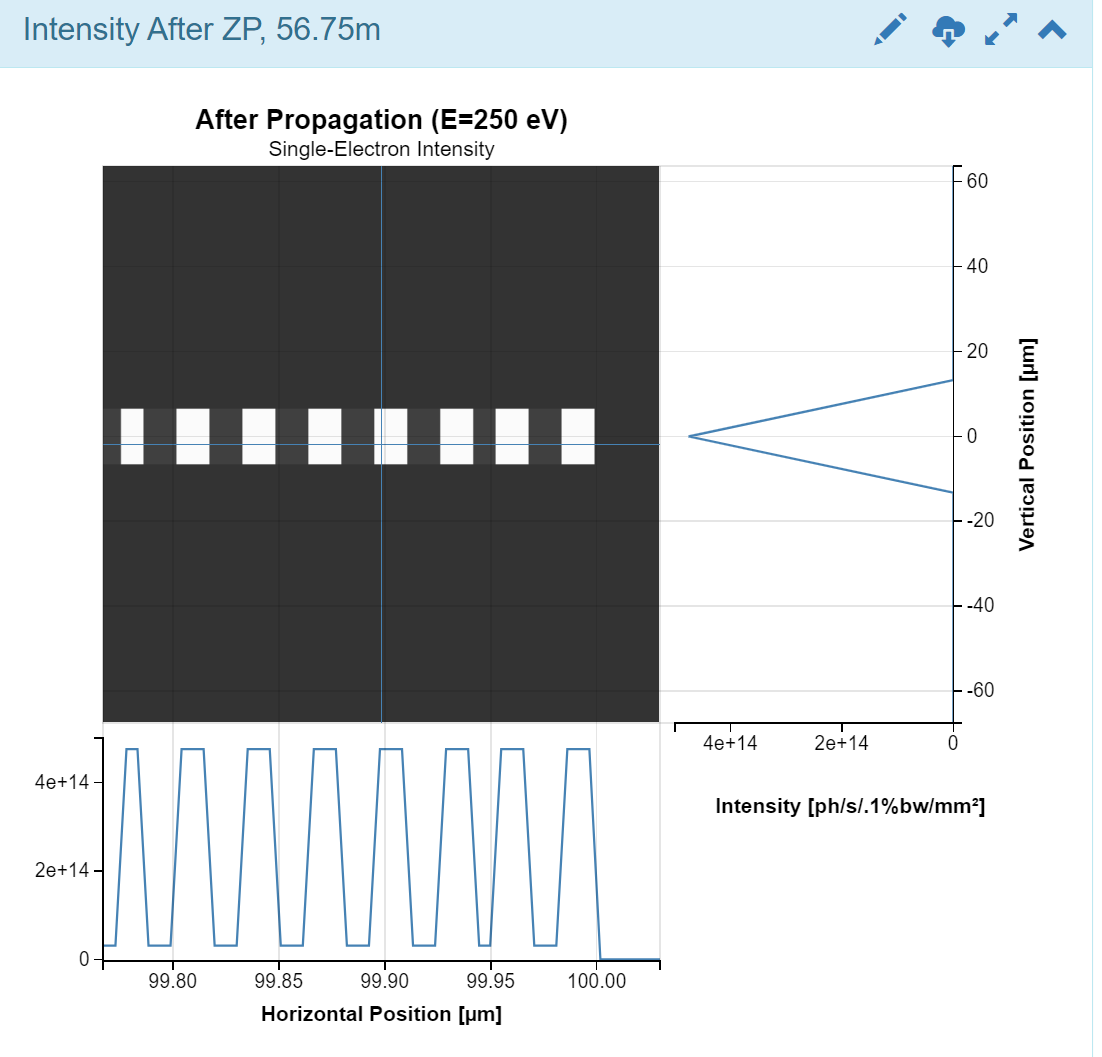 Intensity After ZP, 56.75m
After Propagation (E=250 eV)
Single-Electron Intensity
60
40
20
0
-20
-40
-60
Vertical Position [μm]
4e+14
2e+14
0
Intensity [ph/s/.1%bw/mm²]
4e+14
2e+14
0
99.80 99.85 99.90 99.95 100.00
Horizontal Position [μm]